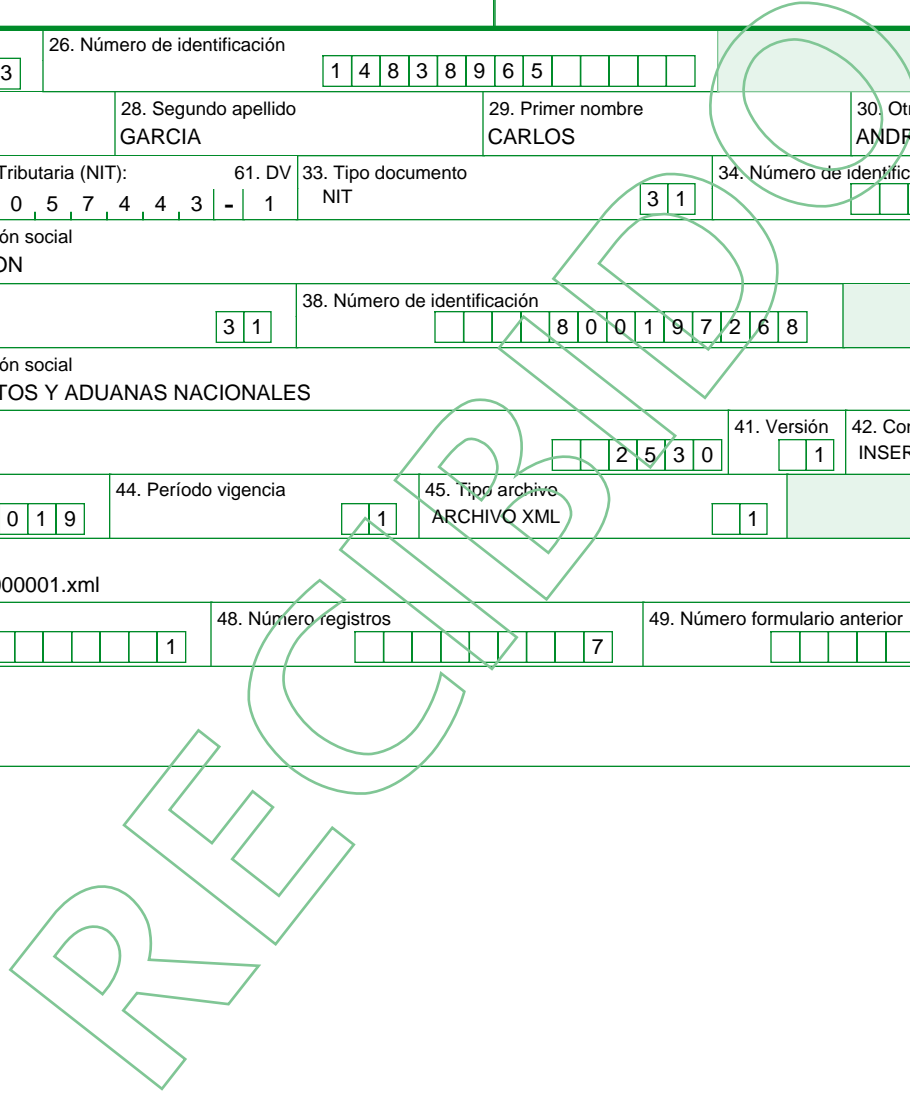 26. Número de identificación
3 1 4 8 3 8 9 6 5
28. Segundo apellido 29. Primer nombre 30. Otr
GARCIA CARLOS ANDR
Tributaria (NIT): 61. DV 33. Tipo documento 34. Número de identific
0 5 7 4 4 3 - 1 NIT 3 1
ón social
ON
38. Número de identificación
3 1 8 0 0 1 9 7 2 6 8
ón social
TOS Y ADUANAS NACIONALES
41. Versión 42. Con
2 5 3 0 1 INSER
44. Período vigencia 45. Tipo archivo
0 1 9 1 ARCHIVO XML 1
000001.xml
48. Número registros 49. Número formulario anterior
1 7
RECIBIDO